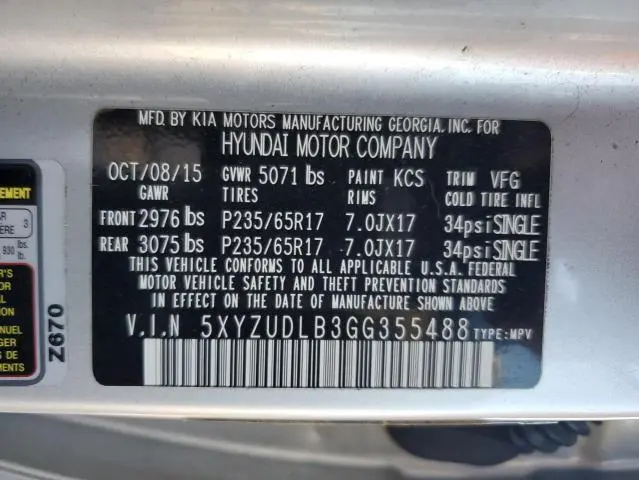 MFD. BY KIA MOTORS MANUFACTURING GEORGIA, INC. FOR
HYUNDAI MOTOR COMPANY
OCT/08/15 GVWR 5071 lbs PAINT KCS TRIM VFG
GAWR TIRES RIMS COLD TIRE INFL
FRONT 2976 lbs P235/65R17 7.0JX17 34psi SINGLE
REAR 3075 lbs P235/65R17 7.0JX17 34psi SINGLE
THIS VEHICLE CONFORMS TO ALL APPLICABLE U.S.A. FEDERAL
MOTOR VEHICLE SAFETY AND THEFT PREVENTION STANDARDS
IN EFFECT ON THE DATE OF MANUFACTURE SHOWN ABOVE.
V.I.N 5XYZUDLB3GG355488 TYPE:MPV
Z670
3
930 lbs.